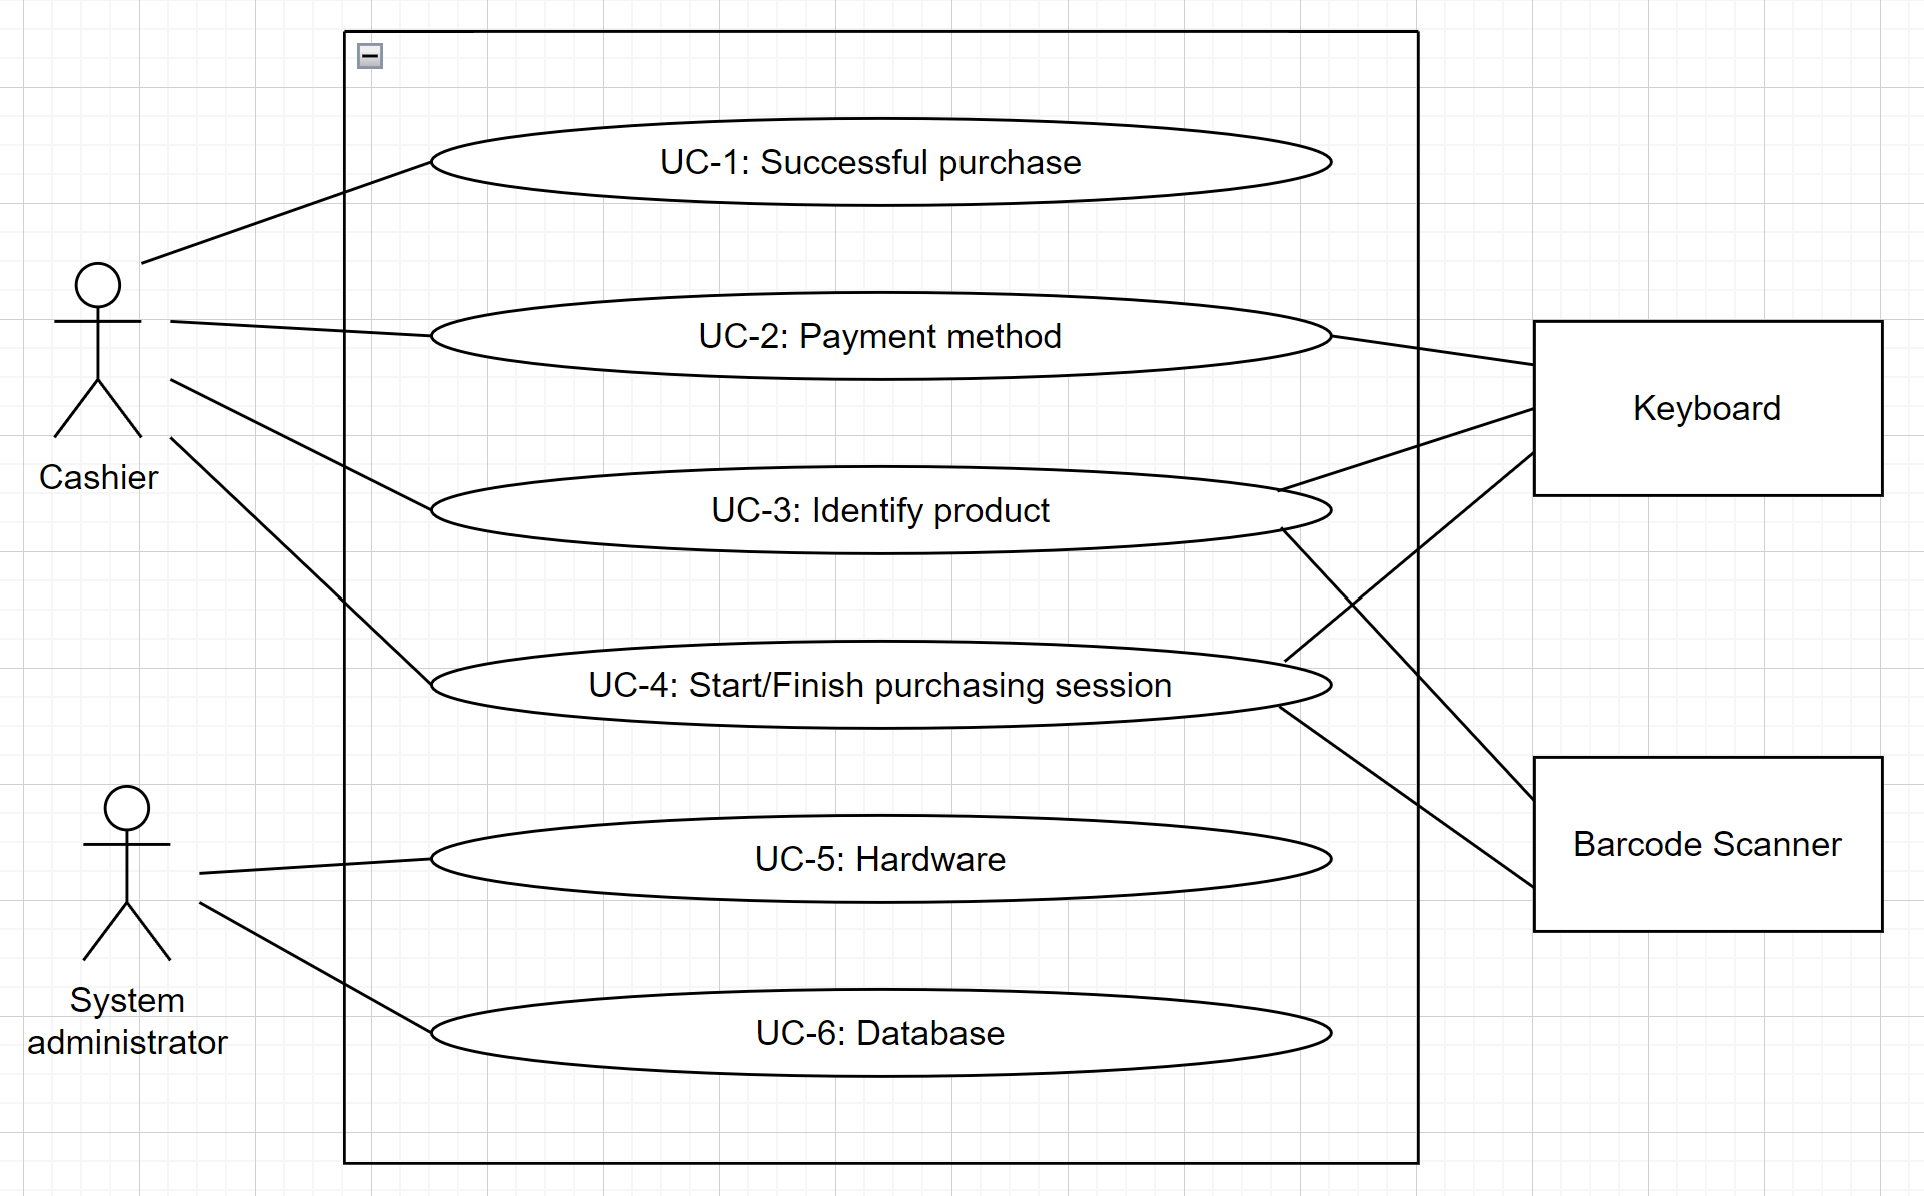 UC-1: Successful purchase
UC-2: Payment method
Keyboard
Cashier
UC-3: Identify product
UC-4: Start/Finish purchasing session
UC-5: Hardware
Barcode Scanner
System
administrator
UC-6: Database